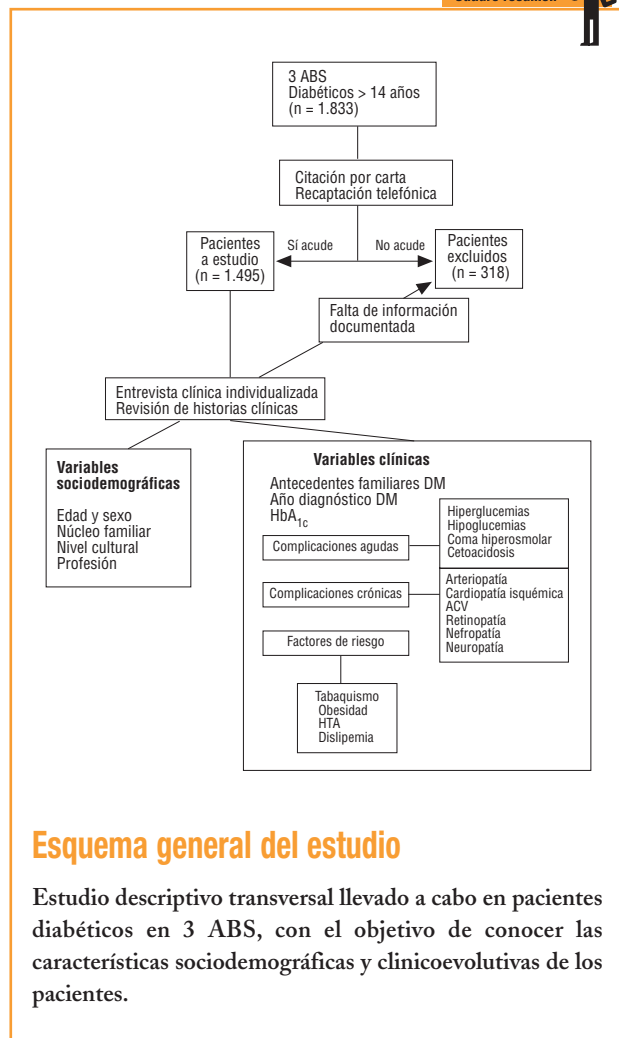 3 ABS
Diabéticos > 14 años
(n = 1.833)
Citación por carta
Recaptación telefónica
Pacientes
a estudio
(n = 1.495)
Sí acude
No acude
Pacientes
excluidos
(n = 318)
Falta de información
documentada
Entrevista clínica individualizada
Revisión de historias clínicas
Variables
sociodemográficas
Edad y sexo
Núcleo familiar
Nivel cultural
Profesión
Variables clínicas
Antecedentes familiares DM
Año diagnóstico DM
HbA1c
Complicaciones agudas
Hiperglucemias
Hipoglucemias
Coma hiperosmolar
Cetoacidosis
Complicaciones crónicas
Arteriopatía
Cardiopatía isquémica
ACV
Retinopatía
Nefropatía
Neuropatía
Factores de riesgo
Tabaquismo
Obesidad
HTA
Dislipemia
Esquema general del estudio
Estudio descriptivo transversal llevado a cabo en pacientes
diabéticos en 3 ABS, con el objetivo de conocer las
características sociodemográficas y clinicoevolutivas de los
pacientes.